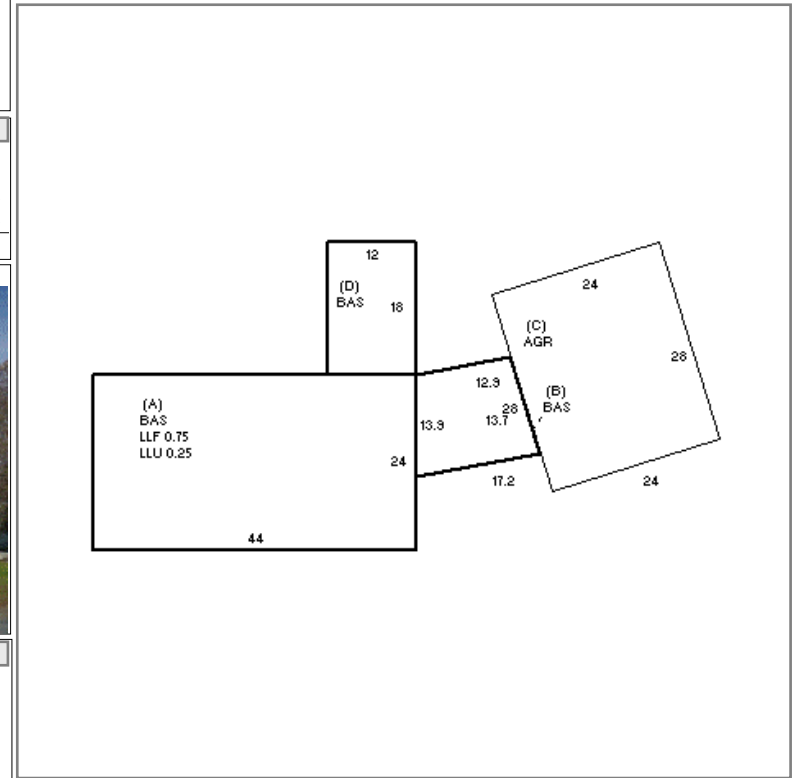 12
(D)
BAS
18
24
(C)
AGR
28
12.9
(B)
BAS
28
13.7
13.9
(A)
BAS
LLF 0.75
LLU 0.25
24
17.2
24
44